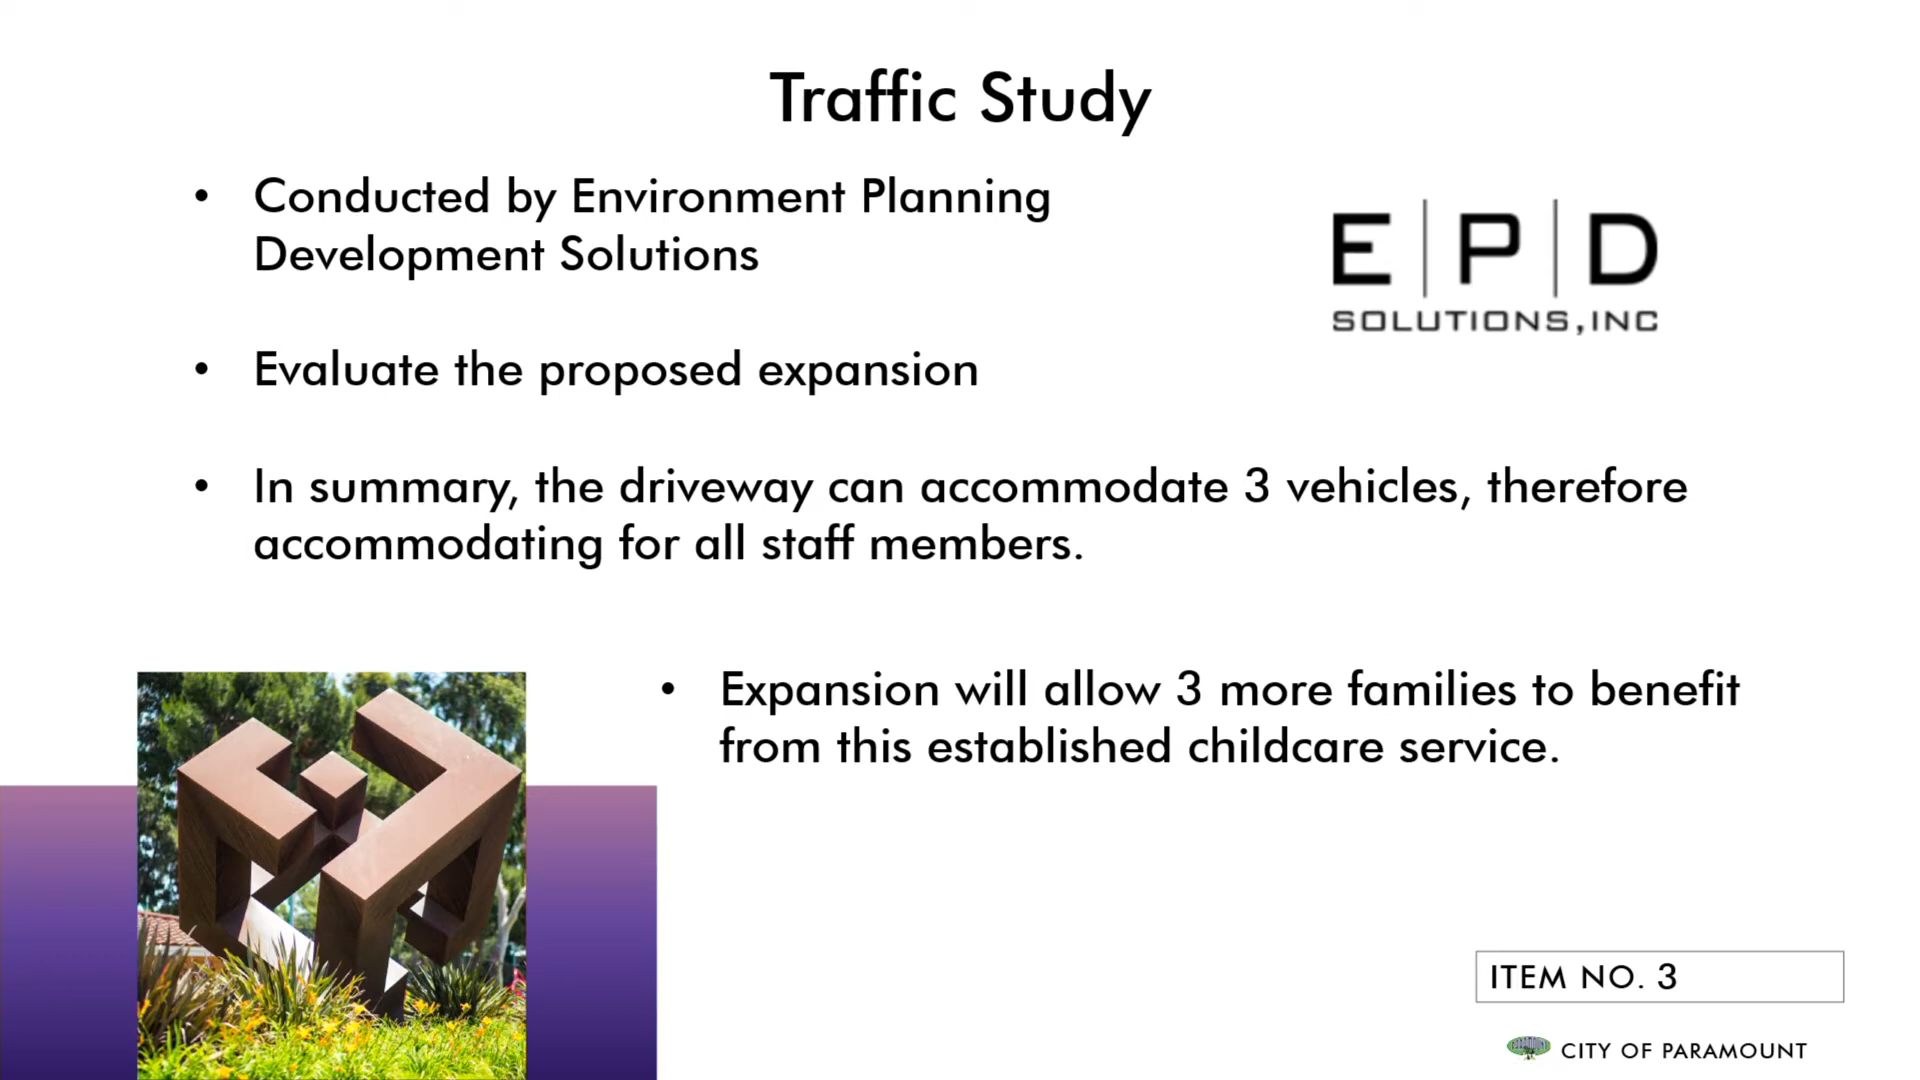 Traffic Study
• Conducted by Environment Planning
Development Solutions
E|P|D
SOLUTIONS, INC
• Evaluate the proposed expansion
• In summary, the driveway can accommodate 3 vehicles, therefore
accommodating for all staff members.
• Expansion will allow 3 more families to benefit
from this established childcare service.
ITEM NO. 3
PARAMOUNT
CITY OF PARAMOUNT